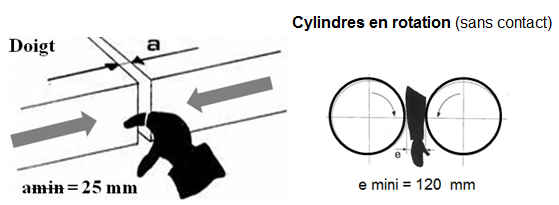 Cylindres en rotation (sans contact)
Doigt
a
amin = 25 mm
e
e mini = 120 mm